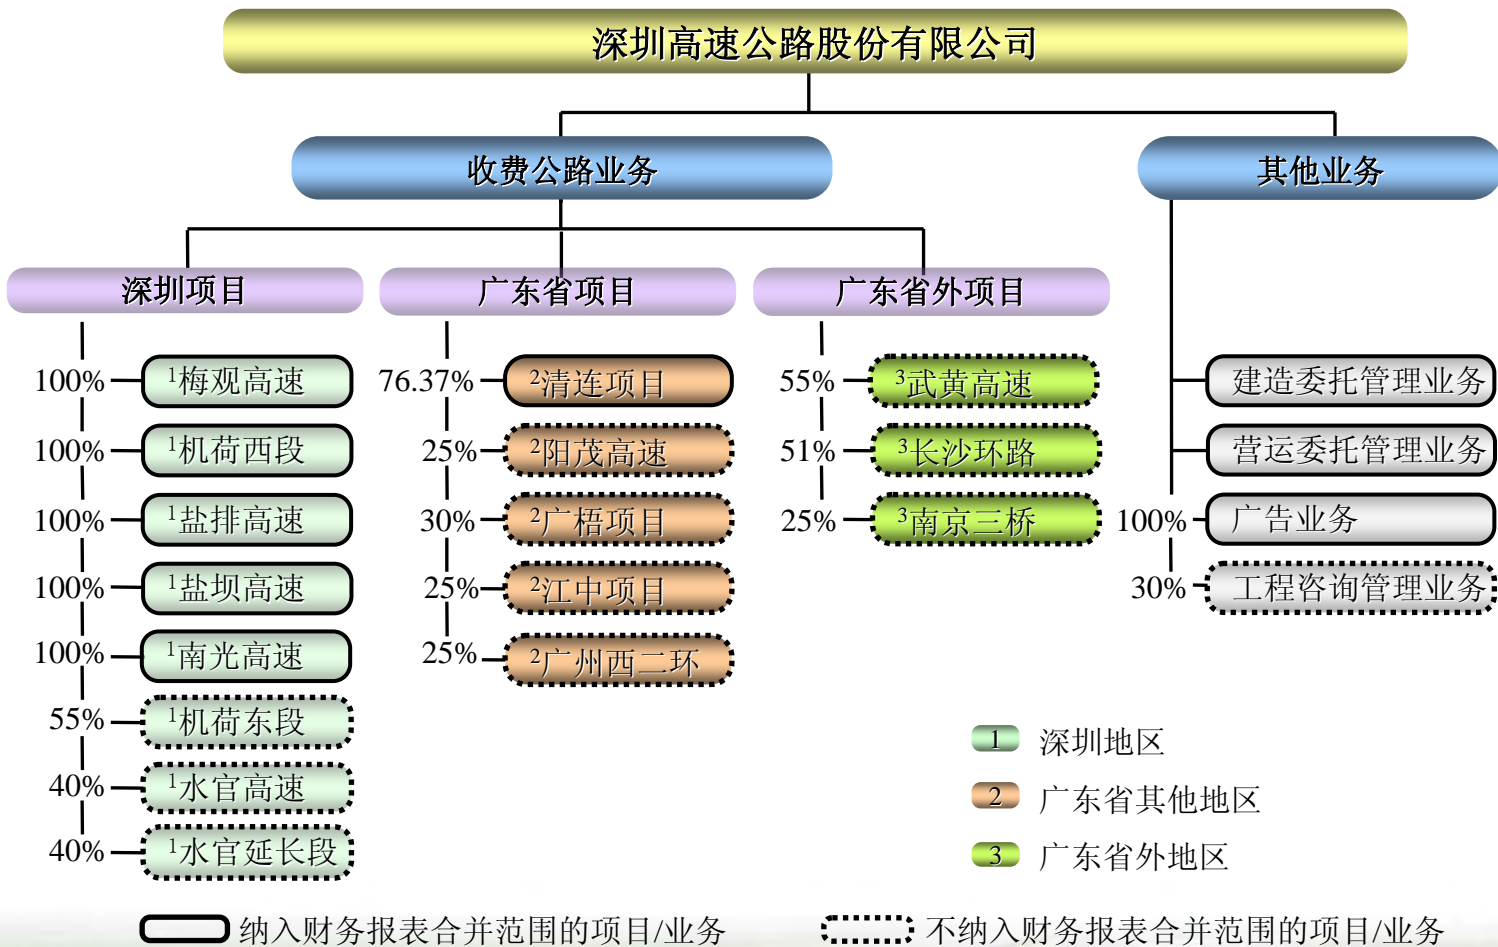 深圳高速公路股份有限公司
收费公路业务
其他业务
深圳项目
广东省项目
广东省外项目
100% ¹梅观高速
100% ¹机荷西段
100% ¹盐排高速
100% ¹盐坝高速
100% ¹南光高速
55% ¹机荷东段
40% ¹水官高速
40% ¹水官延长段
76.37% ²清连项目
25% ²阳茂高速
30% ²广梧项目
25% ²江中项目
25% ²广州西二环
55% ³武黄高速
51% ³长沙环路
25% ³南京三桥
建造委托管理业务
营运委托管理业务
100% 广告业务
30% 工程咨询管理业务
1 深圳地区
2 广东省其他地区
3 广东省外地区
纳入财务报表合并范围的项目/业务
不纳入财务报表合并范围的项目/业务